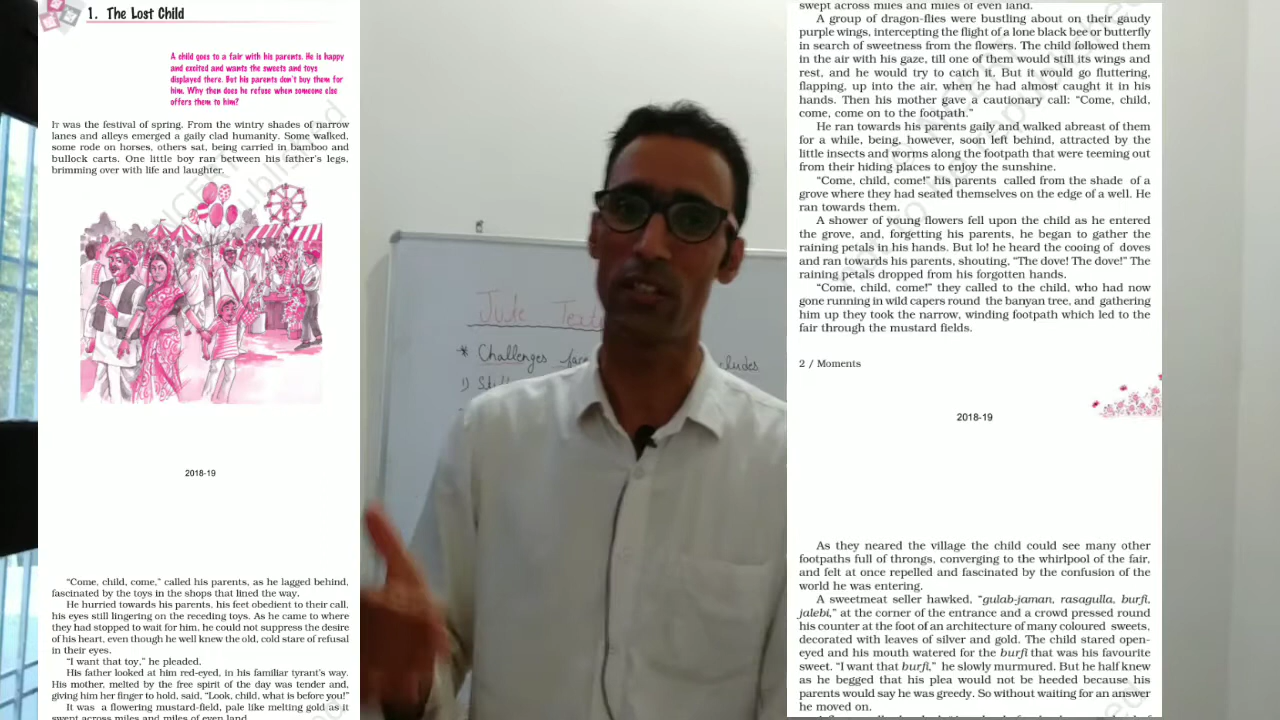 1. The Lost Child
A child goes to a fair with his parents. He is happy
and excited and wants the sweets and toys
displayed there. But his parents don't buy them for
him. Why then does he refuse when someone else
offers them to him?
IT was the festival of spring. From the wintry shades of narrow
lanes and alleys emerged a gaily clad humanity. Some walked,
some rode on horses, others sat, being carried in bamboo and
bullock carts. One little boy ran between his father's legs,
brimming over with life and laughter.
2018-19
“Come, child, come,” called his parents, as he lagged behind,
fascinated by the toys in the shops that lined the way.
He hurried towards his parents, his feet obedient to their call,
his eyes still lingering on the receding toys. As he came to where
they had stopped to wait for him, he could not suppress the desire
of his heart, even though he well knew the old, cold stare of refusal
in their eyes.
“I want that toy,” he pleaded.
His father looked at him red-eyed, in his familiar tyrant's way.
His mother, melted by the free spirit of the day was tender and,
giving him her finger to hold, said, “Look, child, what is before you!”
It was a flowering mustard-field, pale like melting gold as it
swept across miles and miles of even land.
Jute Text
* Challenges face
cludes
1)
swept across miles and miles of even land.
A group of dragon-flies were bustling about on their gaudy
purple wings, intercepting the flight of a lone black bee or butterfly
in search of sweetness from the flowers. The child followed them
in the air with his gaze, till one of them would still its wings and
rest, and he would try to catch it. But it would go fluttering,
flapping, up into the air, when he had almost caught it in his
hands. Then his mother gave a cautionary call: “Come, child,
come, come on to the footpath.”
He ran towards his parents gaily and walked abreast of them
for a while, being, however, soon left behind, attracted by the
little insects and worms along the footpath that were teeming out
from their hiding places to enjoy the sunshine.
“Come, child, come!” his parents called from the shade of a
grove where they had seated themselves on the edge of a well. He
ran towards them.
A shower of young flowers fell upon the child as he entered
the grove, and, forgetting his parents, he began to gather the
raining petals in his hands. But lo! he heard the cooing of doves
and ran towards his parents, shouting, “The dove! The dove!” The
raining petals dropped from his forgotten hands.
“Come, child, come!” they called to the child, who had now
gone running in wild capers round the banyan tree, and gathering
him up they took the narrow, winding footpath which led to the
fair through the mustard fields.
2 / Moments
2018-19
As they neared the village the child could see many other
footpaths full of throngs, converging to the whirlpool of the fair,
and felt at once repelled and fascinated by the confusion of the
world he was entering.
A sweetmeat seller hawked, “gulab-jaman, rasagulla, burfi,
jalebi,” at the corner of the entrance and a crowd pressed round
his counter at the foot of an architecture of many coloured sweets,
decorated with leaves of silver and gold. The child stared open-
eyed and his mouth watered for the burfi that was his favourite
sweet. “I want that burfi,” he slowly murmured. But he half knew
as he begged that his plea would not be heeded because his
parents would say he was greedy. So without waiting for an answer
he moved on.